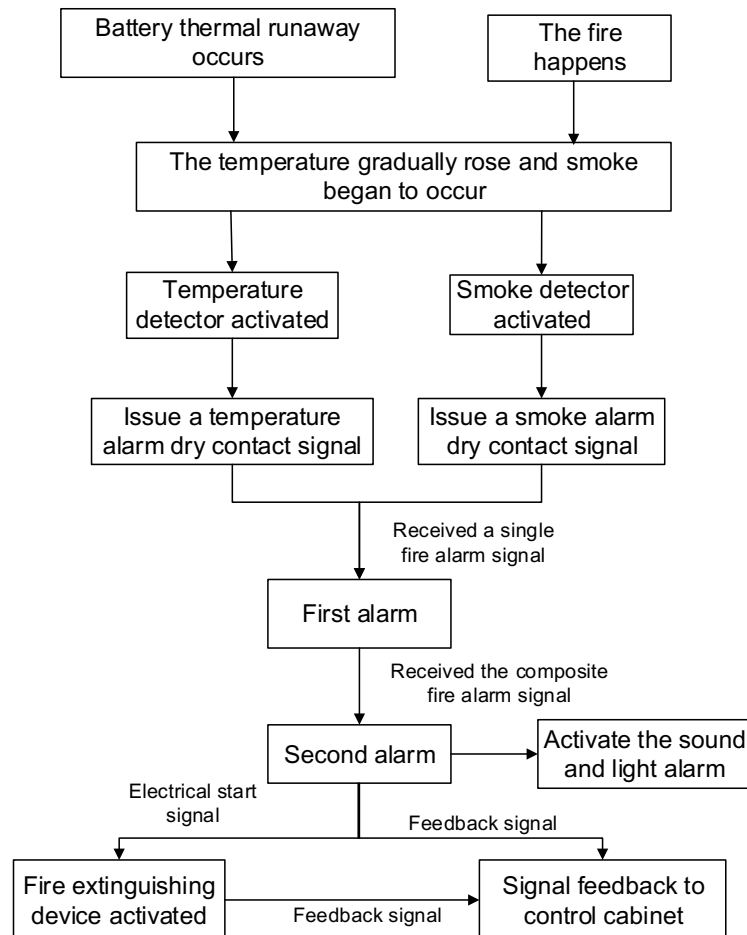 Battery thermal runaway
occurs
The fire
happens
The temperature gradually rose and smoke
began to occur
Temperature
detector activated
Smoke detector
activated
Issue a temperature
alarm dry contact signal
Issue a smoke alarm
dry contact signal
Received a single
fire alarm signal
First alarm
Received the composite
fire alarm signal
Second alarm
Activate the sound
and light alarm
Electrical start
signal
Feedback signal
Fire extinguishing
device activated
Feedback signal
Signal feedback to
control cabinet